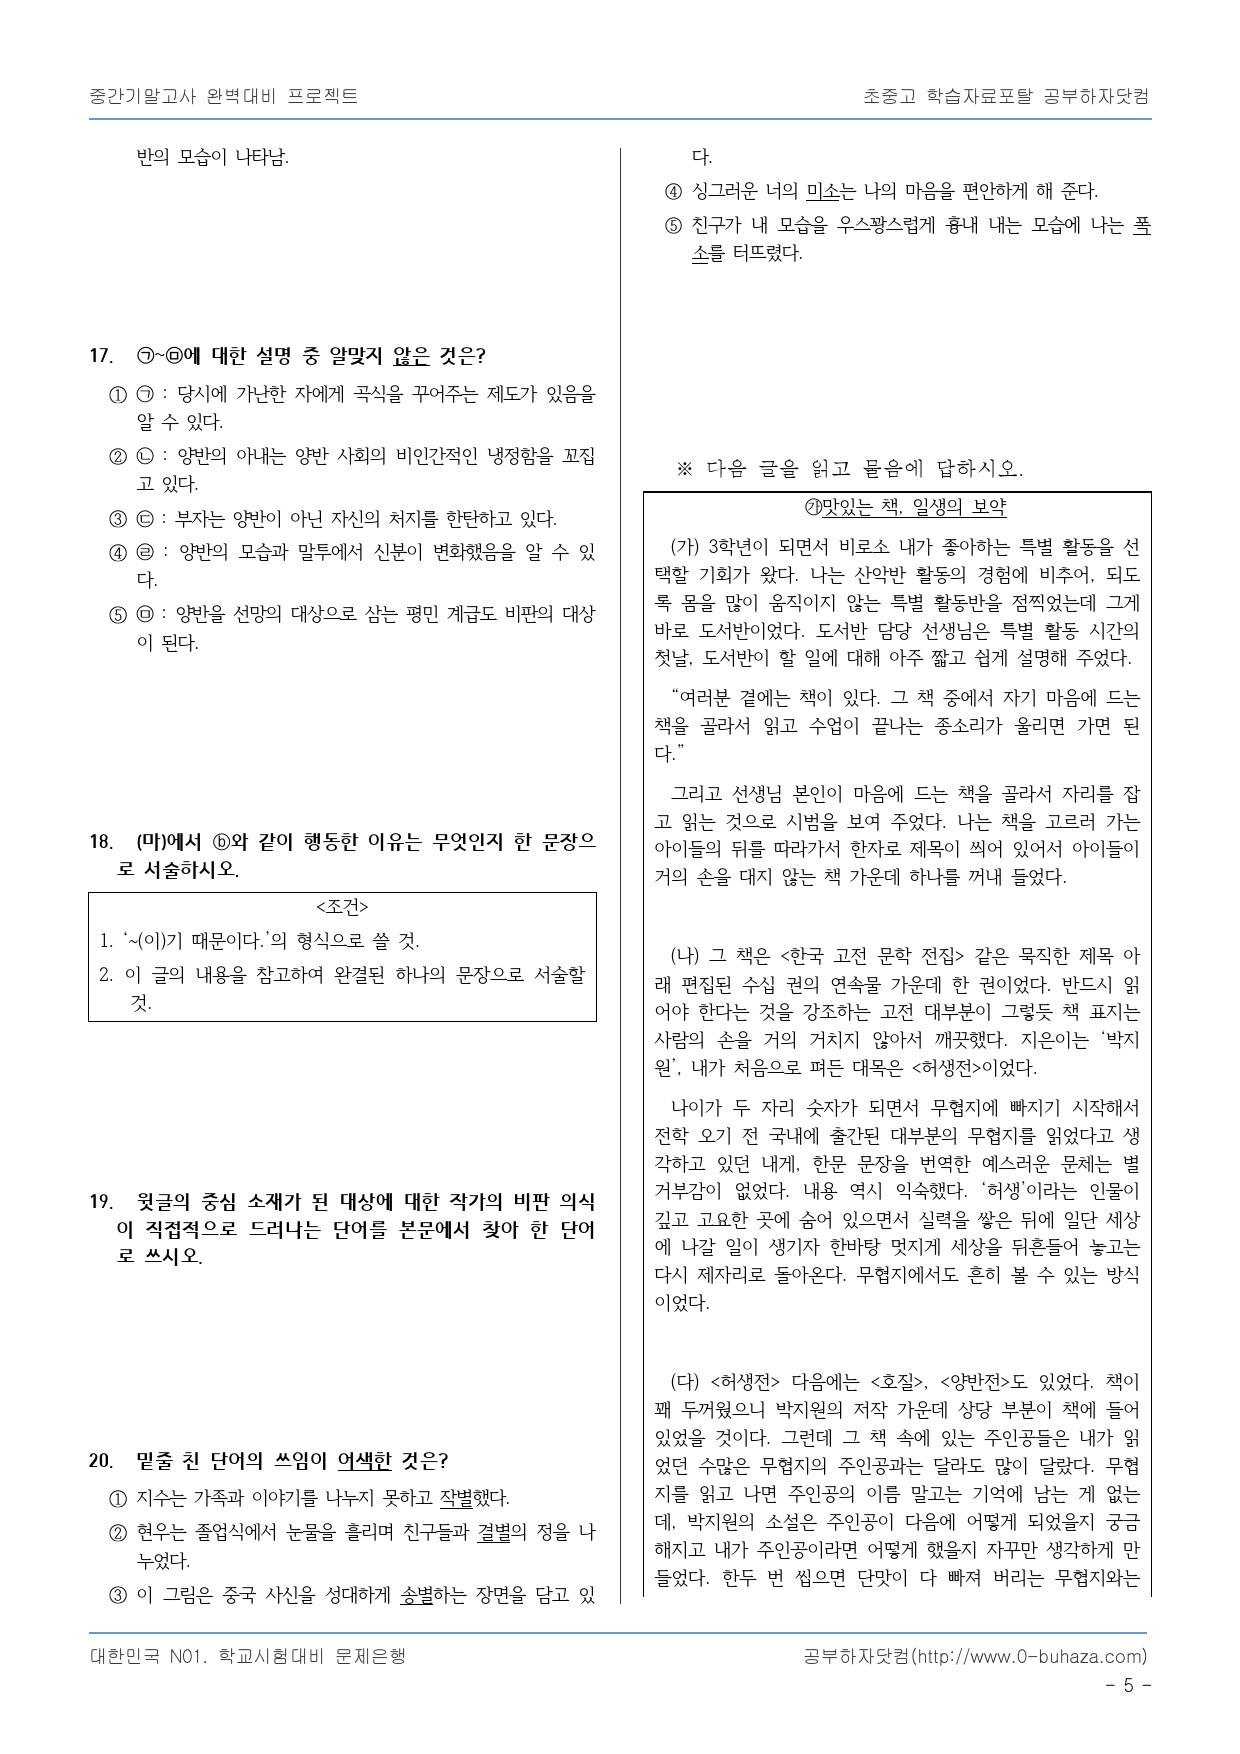 중간기말고사 완벽대비 프로젝트
초중고 학습자료포탈 공부하자닷컴
반의 모습이 나타남.
17. ㉠~㉤에 대한 설명 중 알맞지 않은 것은?
① ㉠ : 당시에 가난한 자에게 곡식을 꾸어주는 제도가 있음을
알 수 있다.
② ㉡ : 양반의 아내는 양반 사회의 비인간적인 냉정함을 꼬집
고 있다.
③ ㉢ : 부자는 양반이 아닌 자신의 처지를 한탄하고 있다.
④ ㉣ : 양반의 모습과 말투에서 신분이 변화했음을 알 수 있
다.
⑤ ㉤ : 양반을 선망의 대상으로 삼는 평민 계급도 비판의 대상
이 된다.
18. (마)에서 ⓑ와 같이 행동한 이유는 무엇인지 한 문장으
로 서술하시오.
<조건>
1. ‘~(이)기 때문이다.’의 형식으로 쓸 것.
2. 이 글의 내용을 참고하여 완결된 하나의 문장으로 서술할
것.
19. 윗글의 중심 소재가 된 대상에 대한 작가의 비판 의식
이 직접적으로 드러나는 단어를 본문에서 찾아 한 단어
로 쓰시오.
20. 밑줄 친 단어의 쓰임이 어색한 것은?
① 지수는 가족과 이야기를 나누지 못하고 작별했다.
② 현우는 졸업식에서 눈물을 흘리며 친구들과 결별의 정을 나
누었다.
③ 이 그림은 중국 사신을 성대하게 송별하는 장면을 담고 있
다.
④ 싱그러운 너의 미소는 나의 마음을 편안하게 해 준다.
⑤ 친구가 내 모습을 우스꽝스럽게 흉내 내는 모습에 나는 폭
소를 터뜨렸다.
※ 다음 글을 읽고 물음에 답하시오.
㉮맛있는 책, 일생의 보약
(가) 3학년이 되면서 비로소 내가 좋아하는 특별 활동을 선
택할 기회가 왔다. 나는 산악반 활동의 경험에 비추어, 되도
록 몸을 많이 움직이지 않는 특별 활동반을 점찍었는데 그게
바로 도서반이었다. 도서반 담당 선생님은 특별 활동 시간의
첫날, 도서반이 할 일에 대해 아주 짧고 쉽게 설명해 주었다.
“여러분 곁에는 책이 있다. 그 책 중에서 자기 마음에 드는
책을 골라서 읽고 수업이 끝나는 종소리가 울리면 가면 된
다.”
그리고 선생님 본인이 마음에 드는 책을 골라서 자리를 잡
고 읽는 것으로 시범을 보여 주었다. 나는 책을 고르러 가는
아이들의 뒤를 따라가서 한자로 제목이 씌어 있어서 아이들이
거의 손을 대지 않는 책 가운데 하나를 꺼내 들었다.
(나) 그 책은 <한국 고전 문학 전집> 같은 묵직한 제목 아
래 편집된 수십 권의 연속물 가운데 한 권이었다. 반드시 읽
어야 한다는 것을 강조하는 고전 대부분이 그렇듯 책 표지는
사람의 손을 거의 거치지 않아서 깨끗했다. 지은이는 ‘박지
원’, 내가 처음으로 펴든 대목은 <허생전>이었다.
나이가 두 자리 숫자가 되면서 무협지에 빠지기 시작해서
전학 오기 전 국내에 출간된 대부분의 무협지를 읽었다고 생
각하고 있던 내게, 한문 문장을 번역한 예스러운 문체는 별
거부감이 없었다. 내용 역시 익숙했다. ‘허생’이라는 인물이
깊고 고요한 곳에 숨어 있으면서 실력을 쌓은 뒤에 일단 세상
에 나갈 일이 생기자 한바탕 멋지게 세상을 뒤흔들어 놓고는
다시 제자리로 돌아온다. 무협지에서도 흔히 볼 수 있는 방식
이었다.
(다) <허생전> 다음에는 <호질>, <양반전>도 있었다. 책이
꽤 두꺼웠으니 박지원의 저작 가운데 상당 부분이 책에 들어
있었을 것이다. 그런데 그 책 속에 있는 주인공들은 내가 읽
었던 수많은 무협지의 주인공과는 달라도 많이 달랐다. 무협
지를 읽고 나면 주인공의 이름 말고는 기억에 남는 게 없는
데, 박지원의 소설은 주인공이 다음에 어떻게 되었을지 궁금
해지고 내가 주인공이라면 어떻게 했을지 자꾸만 생각하게 만
들었다. 한두 번 씹으면 단맛이 다 빠져 버리는 무협지와는
대한민국 N01. 학교시험대비 문제은행
공부하자닷컴(http://www.0-buhaza.com)
- 5 -